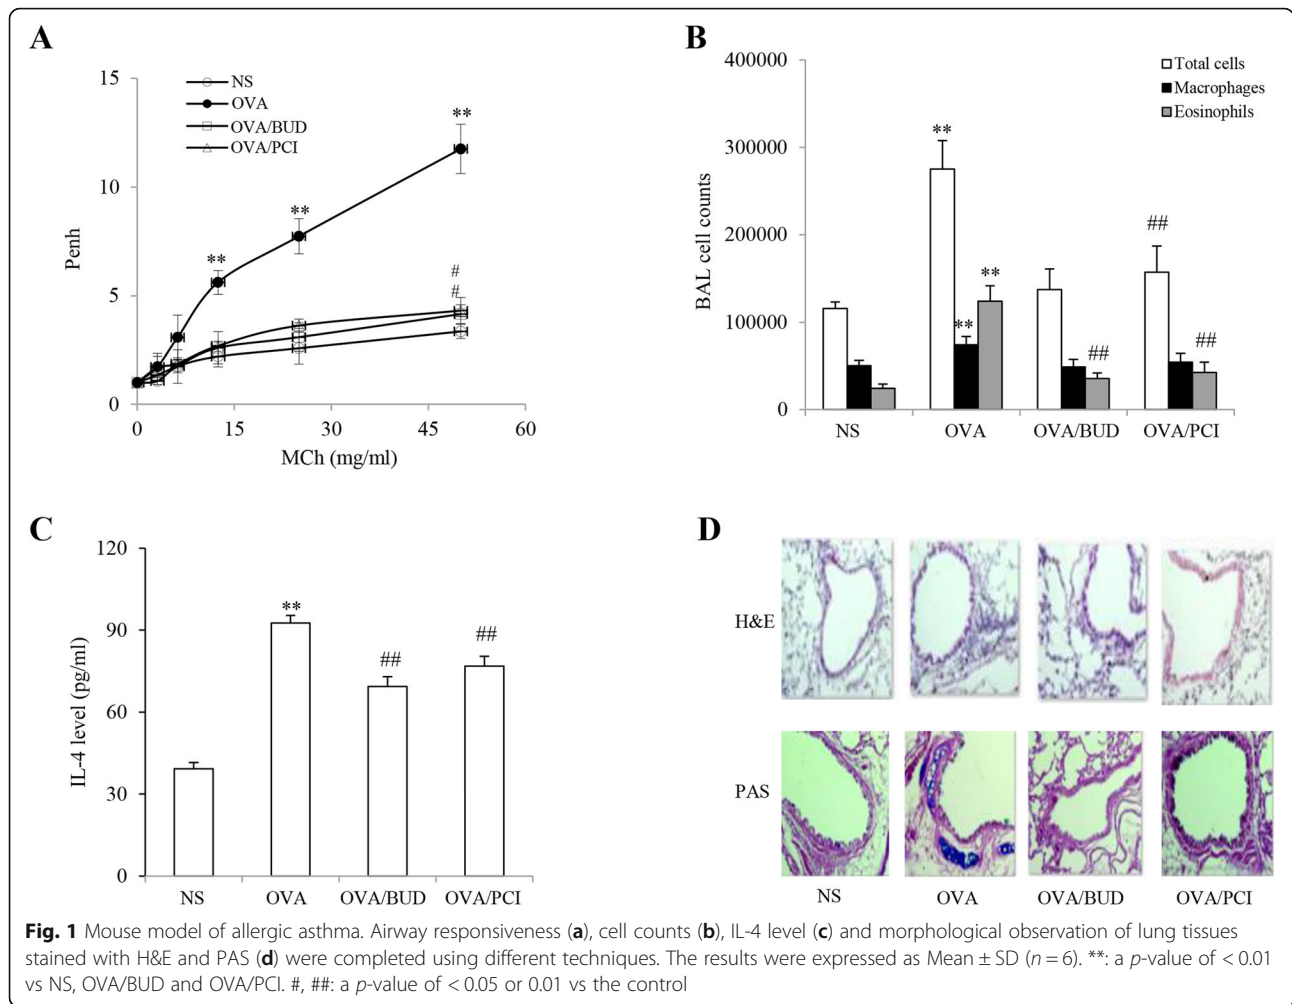 A
15
10
5
0
0
15
30
45
60
Penh
MCh (mg/ml)
NS
OVA
OVA/BUD
OVA/PCI
**
**
**
#
#
B
400000
300000
200000
100000
0
BAL cell counts
Total cells
Macrophages
Eosinophils
**
**
**
##
##
##
NS
OVA
OVA/BUD
OVA/PCI
C
120
90
60
30
0
IL-4 level (pg/ml)
**
##
##
NS
OVA
OVA/BUD
OVA/PCI
D
H&E
PAS
NS
OVA
OVA/BUD
OVA/PCI
Fig. 1 Mouse model of allergic asthma. Airway responsiveness (a), cell counts (b), IL-4 level (c) and morphological observation of lung tissues
stained with H&E and PAS (d) were completed using different techniques. The results were expressed as Mean ± SD (n = 6). **: a p-value of < 0.01
vs NS, OVA/BUD and OVA/PCI. #, ##: a p-value of < 0.05 or 0.01 vs the control